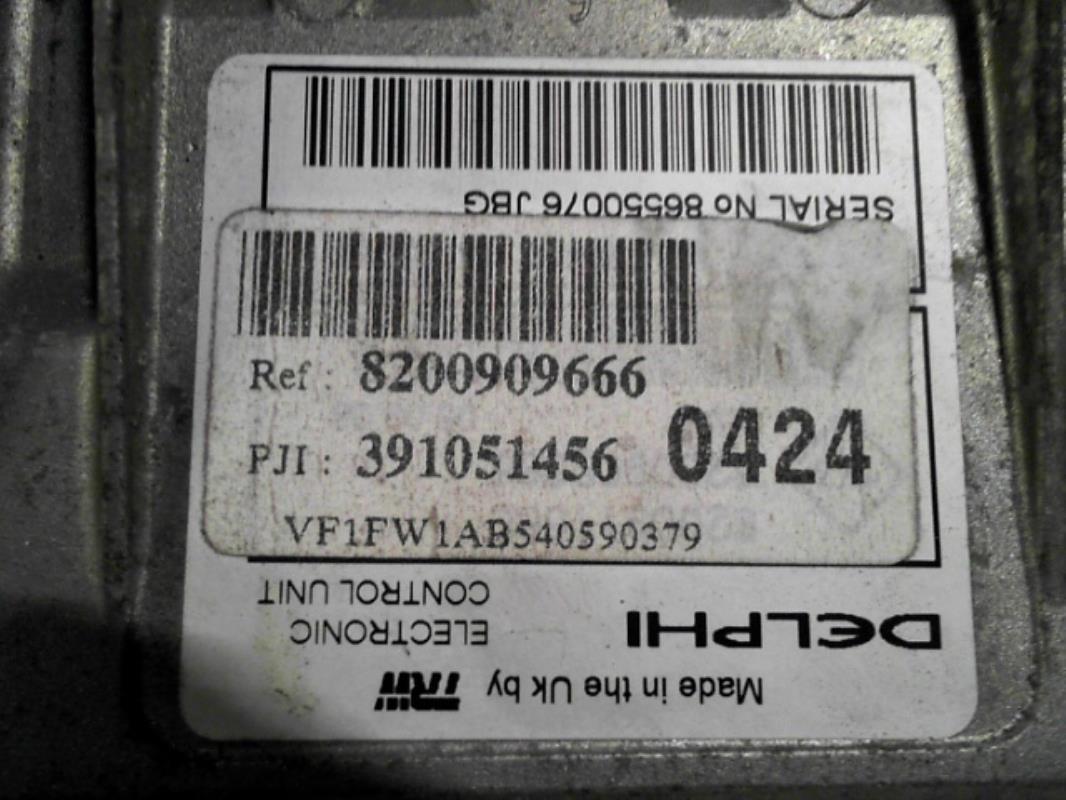 SERIAL No 86550076 JBG
Ref : 8200909666
PJI : 391051456 0424
VF1FW1AB540590379
DELPHI
ELECTRONIC
CONTROL UNIT
Made in the Uk by TRW